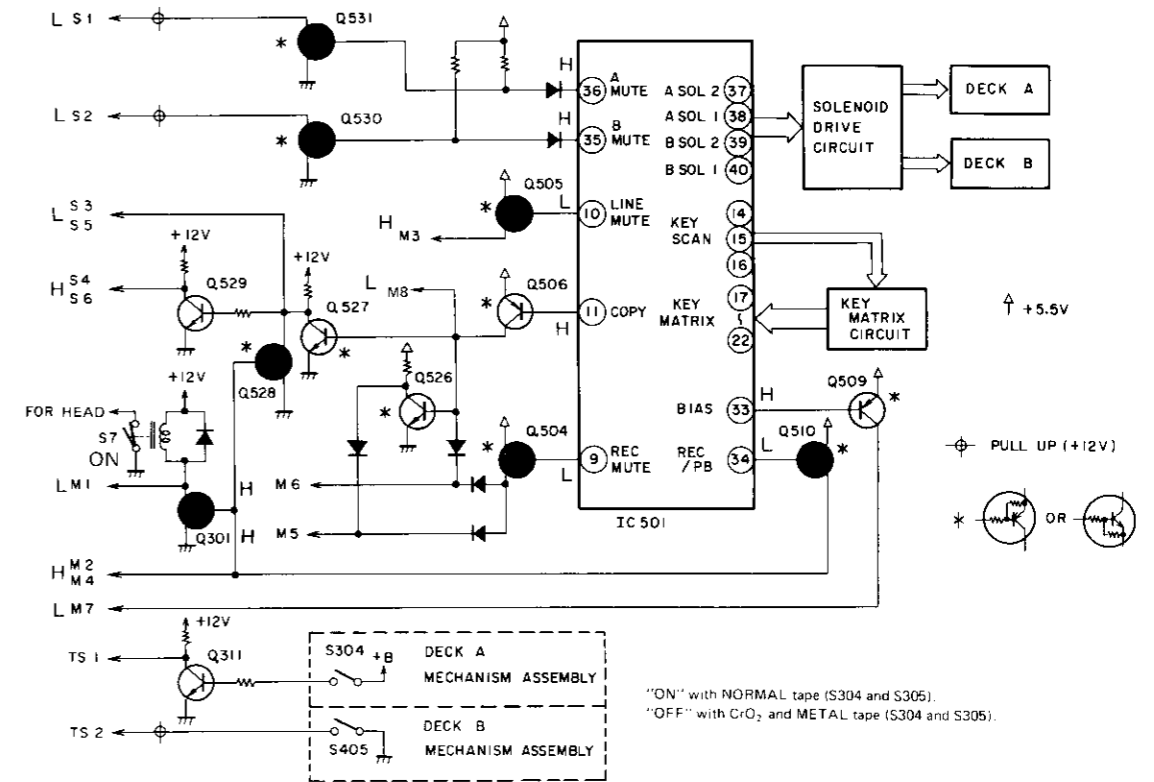 L S1
Q531
L S2
Q530
H
H
36 A MUTE
35 B MUTE
A SOL 2 37
A SOL 1 38
B SOL 2 39
B SOL 1 40
SOLENOID
DRIVE
CIRCUIT
DECK A
DECK B
L S3
S5
+12V
H S4
S6
Q529
+12V
Q527
Q528
Q505
L
10 LINE
MUTE
H M3
L M8
Q506
H
11 COPY
KEY
SCAN
14
15
16
KEY
MATRIX
17
22
KEY
MATRIX
CIRCUIT
+5.5V
Q526
+12V
FOR HEAD
S7
ON
L M1
Q301
H
H
Q504
L
9 REC
MUTE
M6
M5
BIAS 33
H
Q509
REC
/PB 34
L
Q510
IC501
PULL UP (+12V)
* OR
H M2
M4
L M7
+12V
TS 1
Q311
S304
+B
DECK A
MECHANISM ASSEMBLY
TS 2
S405
DECK B
MECHANISM ASSEMBLY
"ON" with NORMAL tape (S304 and S305).
"OFF" with CrO₂ and METAL tape (S304 and S305).